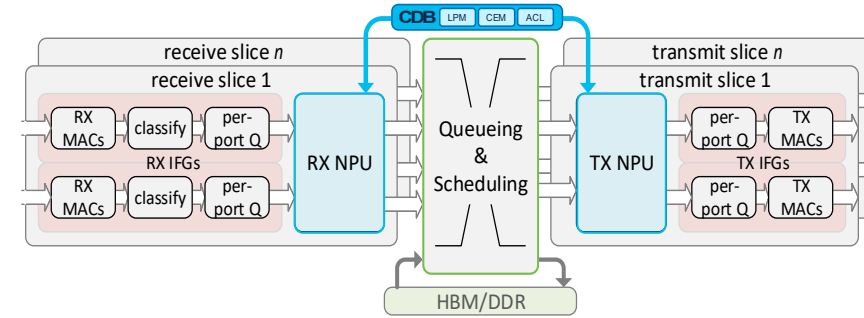 CDB LPM CEM ACL
receive slice n
transmit slice n
receive slice 1
transmit slice 1
RX
MACs
classify
per-
port Q
RX IFGs
RX
MACs
classify
per-
port Q
RX NPU
Queueing
&
Scheduling
TX NPU
per-
port Q
TX
MACs
TX IFGs
per-
port Q
TX
MACs
HBM/DDR